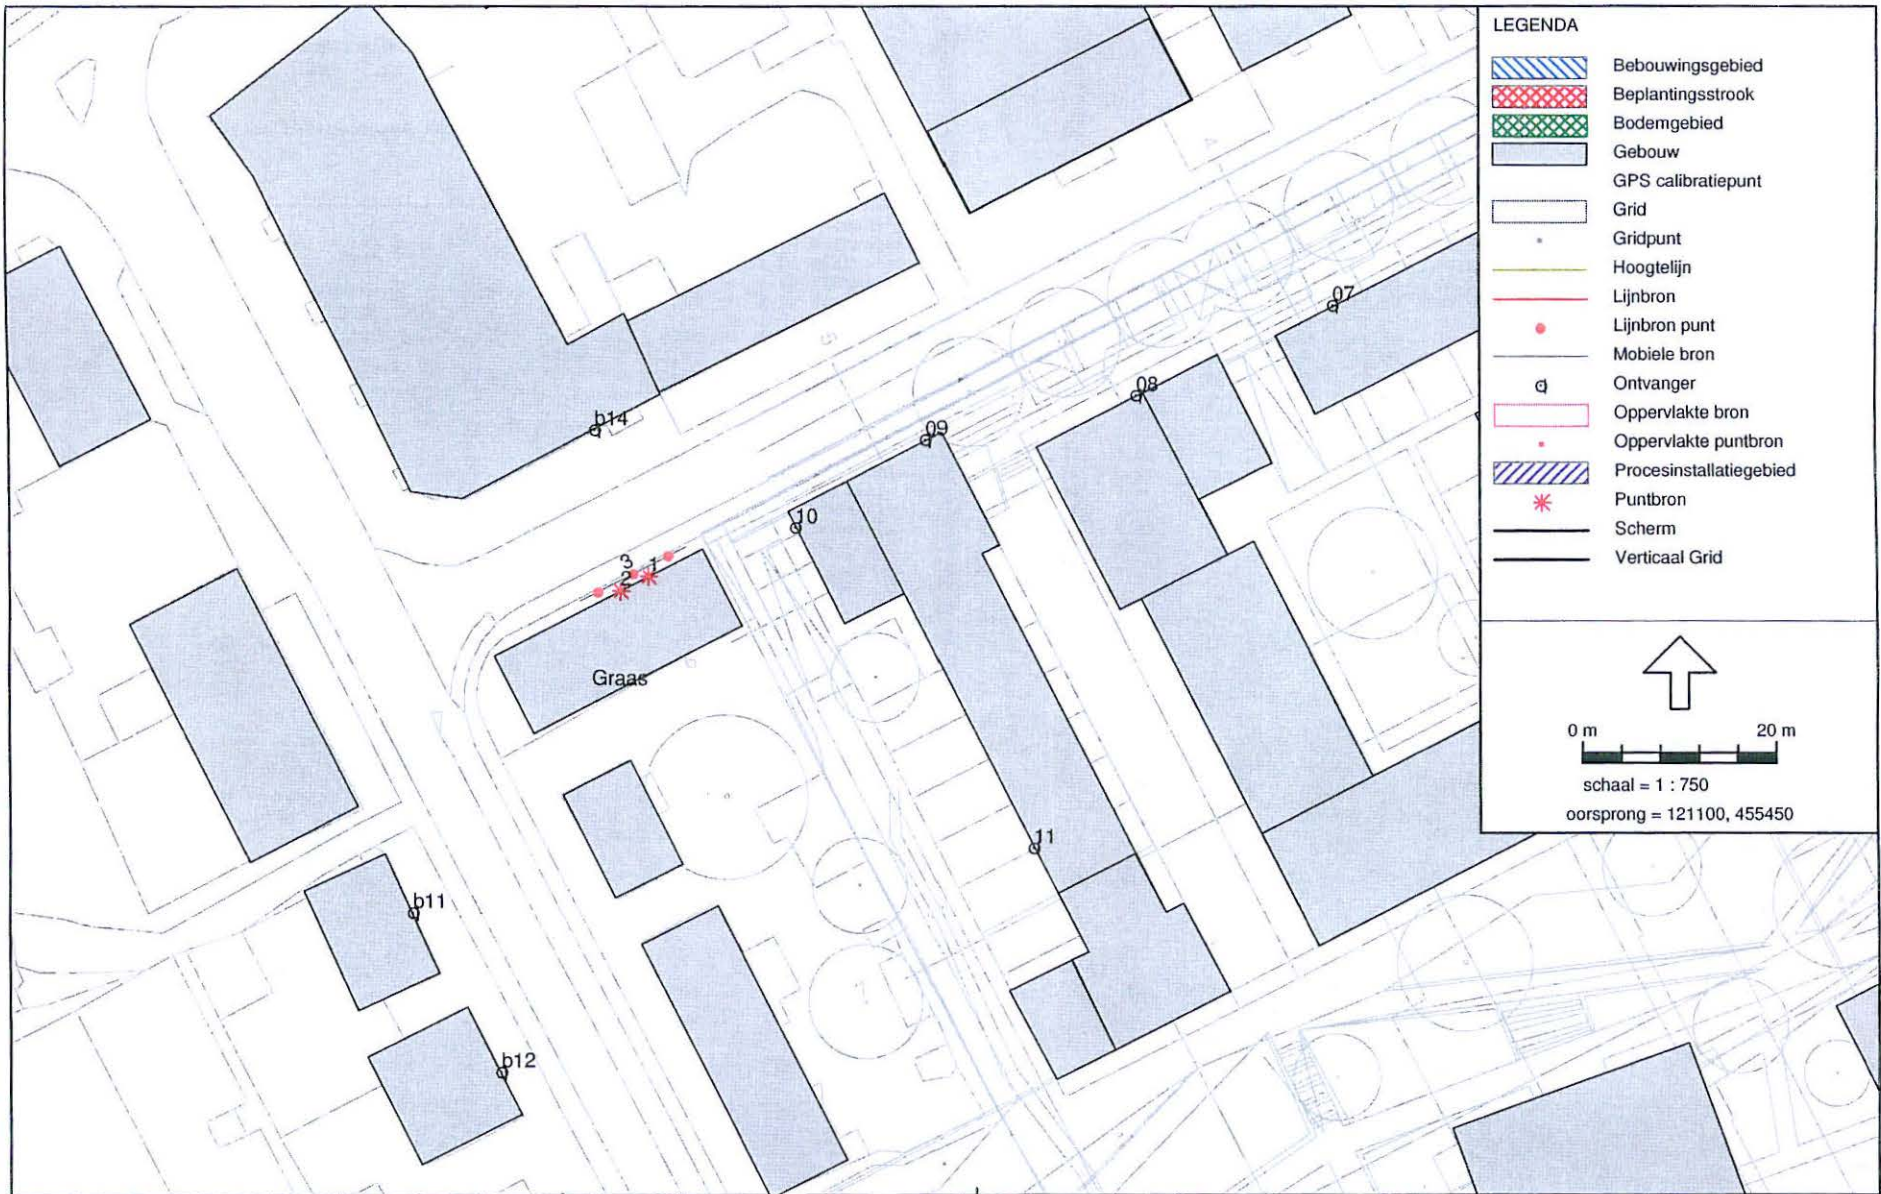 LEGENDA
Bebouwingsgebied
Beplantingsstrook
Bodemgebied
Gebouw
GPS calibratiepunt
Grid
Gridpunt
Hoogtelijn
Lijnbron
Lijnbron punt
Mobiele bron
Ontvanger
Oppervlakte bron
Oppervlakte puntbron
Procesinstallatiegebied
Puntbron
Scherm
Verticaal Grid
0 m 20 m
schaal = 1 : 750
oorsprong = 121100, 455450
07
08
b14
09
10
3
1
2
Graas
11
b11
b12